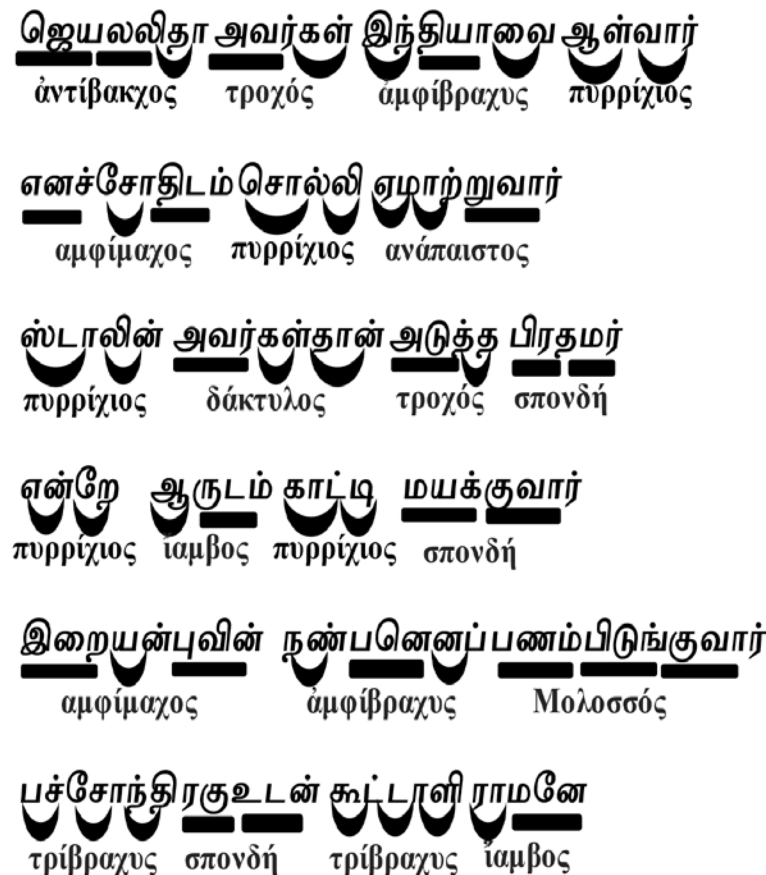 ஜெயலலிதா அவர்கள் இந்தியாவை ஆள்வார்
ἀντίβακχος τροχός ἀμφίβραχυς πυρρίχιος
எனச்சோதிடம் சொல்லி ஏமாற்றுவார்
αμφίμαχος πυρρίχιος ανάπαιστος
ஸ்டாலின் அவர்கள்தான் அடுத்த பிரதமர்
πυρρίχιος δάκτυλος τροχός σπονδή
என்றே ஆருடம் காட்டி மயக்குவார்
πυρρίχιος ἴαμβος πυρρίχιος σπονδή
இறையன்புவின் நண்பனெனப் பணம்பிடுங்குவார்
αμφίμαχος ἀμφίβραχυς Μολοσσός
பச்சோந்தி ரகுஉடன் கூட்டாளி ராமனே
τρίβραχυς σπονδή τρίβραχυς ἴαμβος